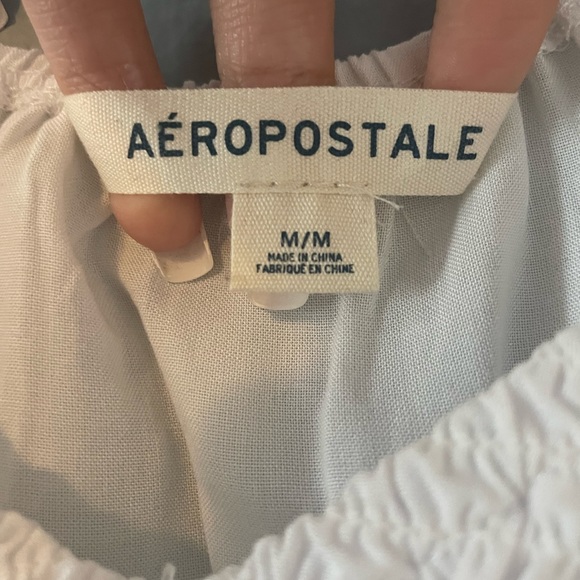 AÉROPOSTALE
M/M
MADE IN CHINA
FABRIQUÉ EN CHINE